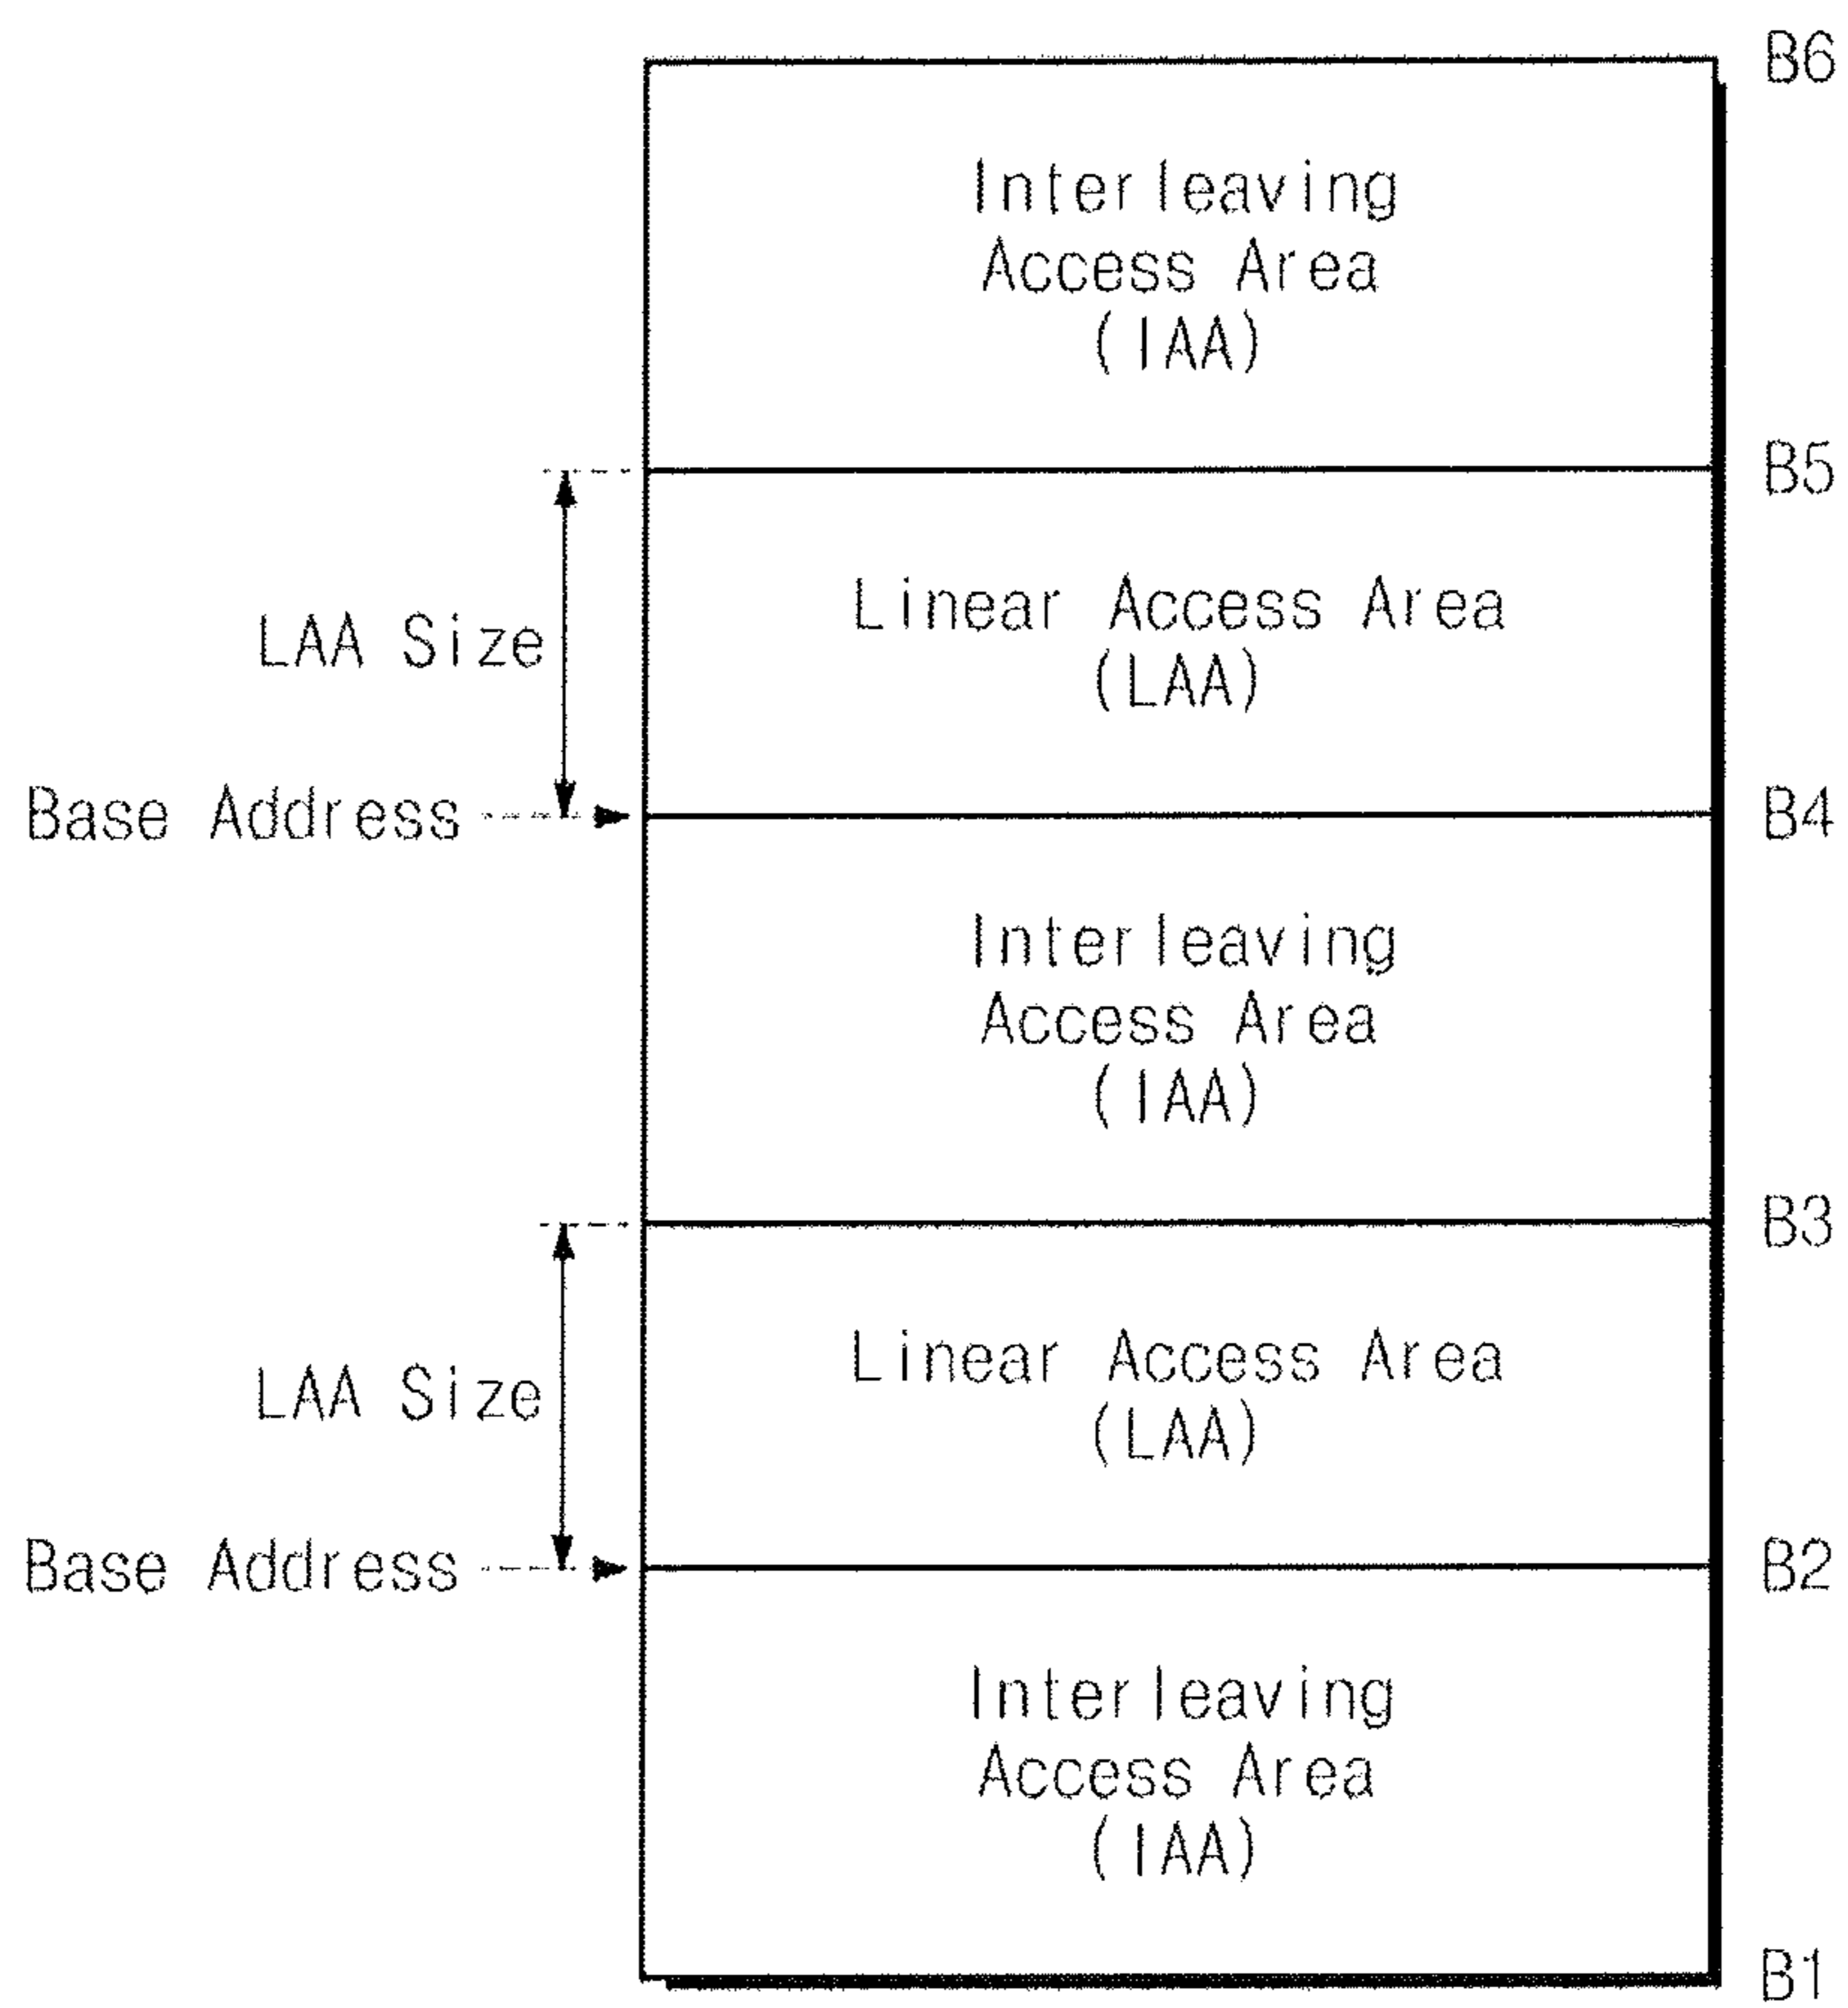 B6
Interleaving
Access Area
(IAA)
B5
Linear Access Area
(LAA)
LAA Size
Base Address
B4
Interleaving
Access Area
(IAA)
B3
Linear Access Area
(LAA)
LAA Size
Base Address
B2
Interleaving
Access Area
(IAA)
B1